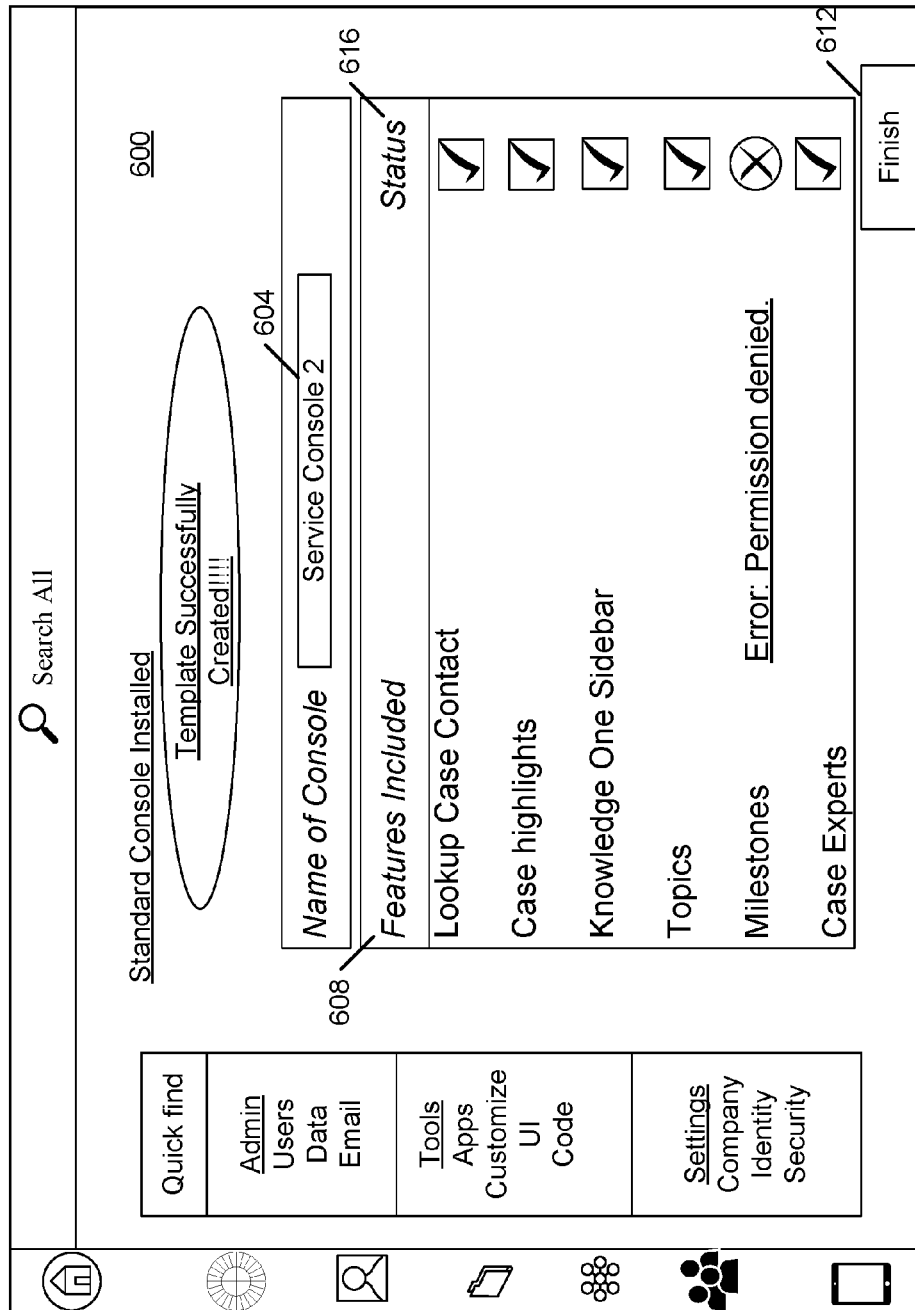 Search All
Quick find
Admin
Users
Data
Email
Tools
Apps
Customize
UI
Code
Settings
Company
Identity
Security
Standard Console Installed
600
Template Successfully
Created!!!!
604
Name of Console
Service Console 2
608
616
Features Included
Status
Lookup Case Contact
Case highlights
Knowledge One Sidebar
Topics
Milestones
Error: Permission denied.
Case Experts
612
Finish